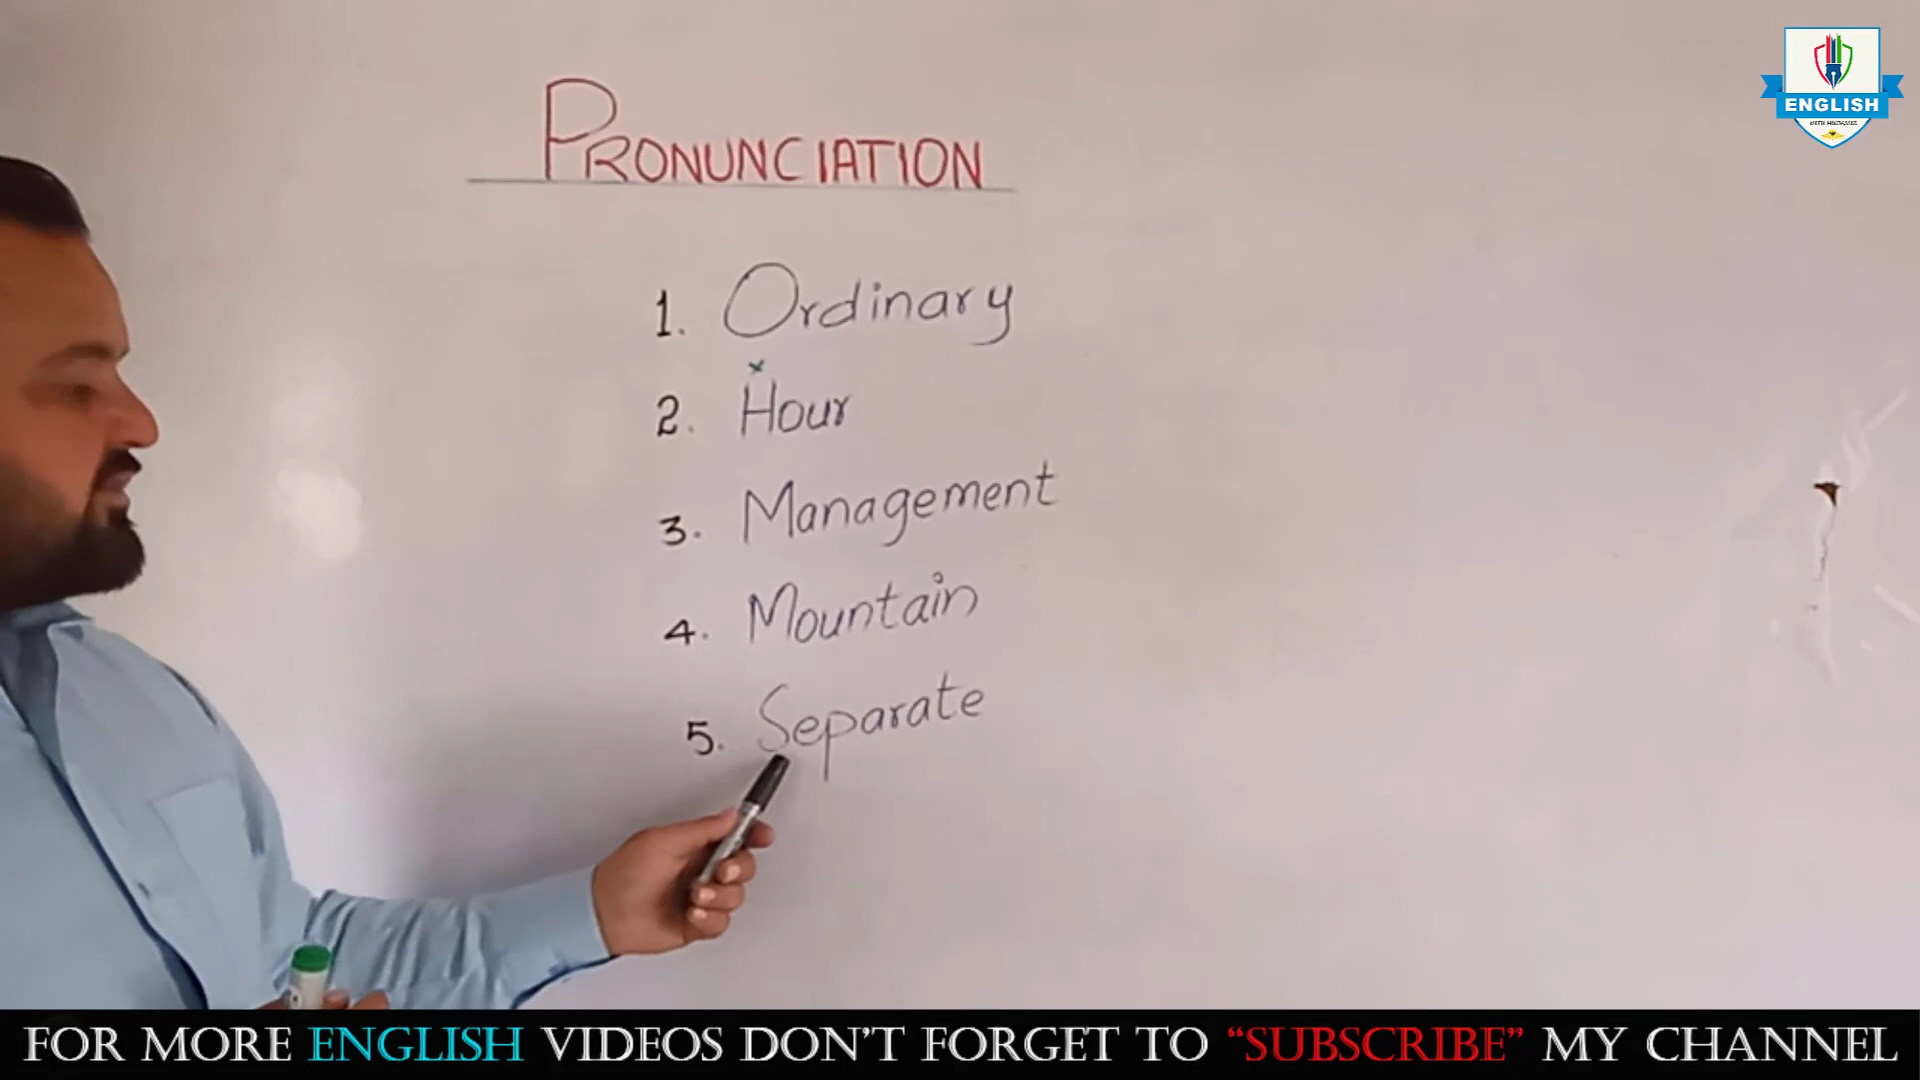 PRONUNCIATION
1. Ordinary
x
2. Hour
3. Management
4. Mountain
5. Separate
ENGLISH
FOR MORE ENGLISH VIDEOS DON'T FORGET TO “SUBSCRIBE” MY CHANNEL